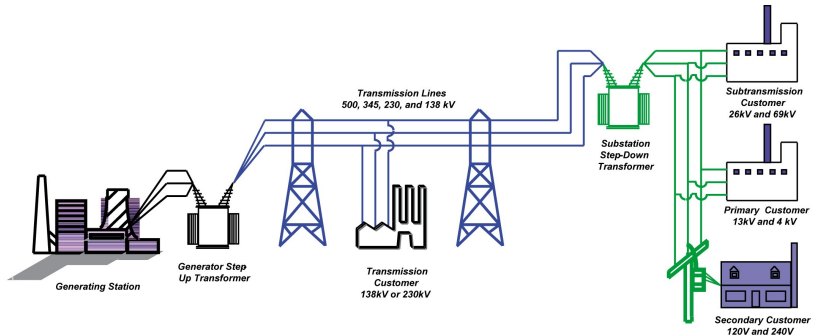 Transmission Lines
500, 345, 230, and 138 kV
Subtransmission
Customer
26kV and 69kV
Substation
Step-Down
Transformer
Primary Customer
13kV and 4 kV
Generating Station
Generator Step
Up Transformer
Transmission
Customer
138kV or 230kV
Secondary Customer
120V and 240V